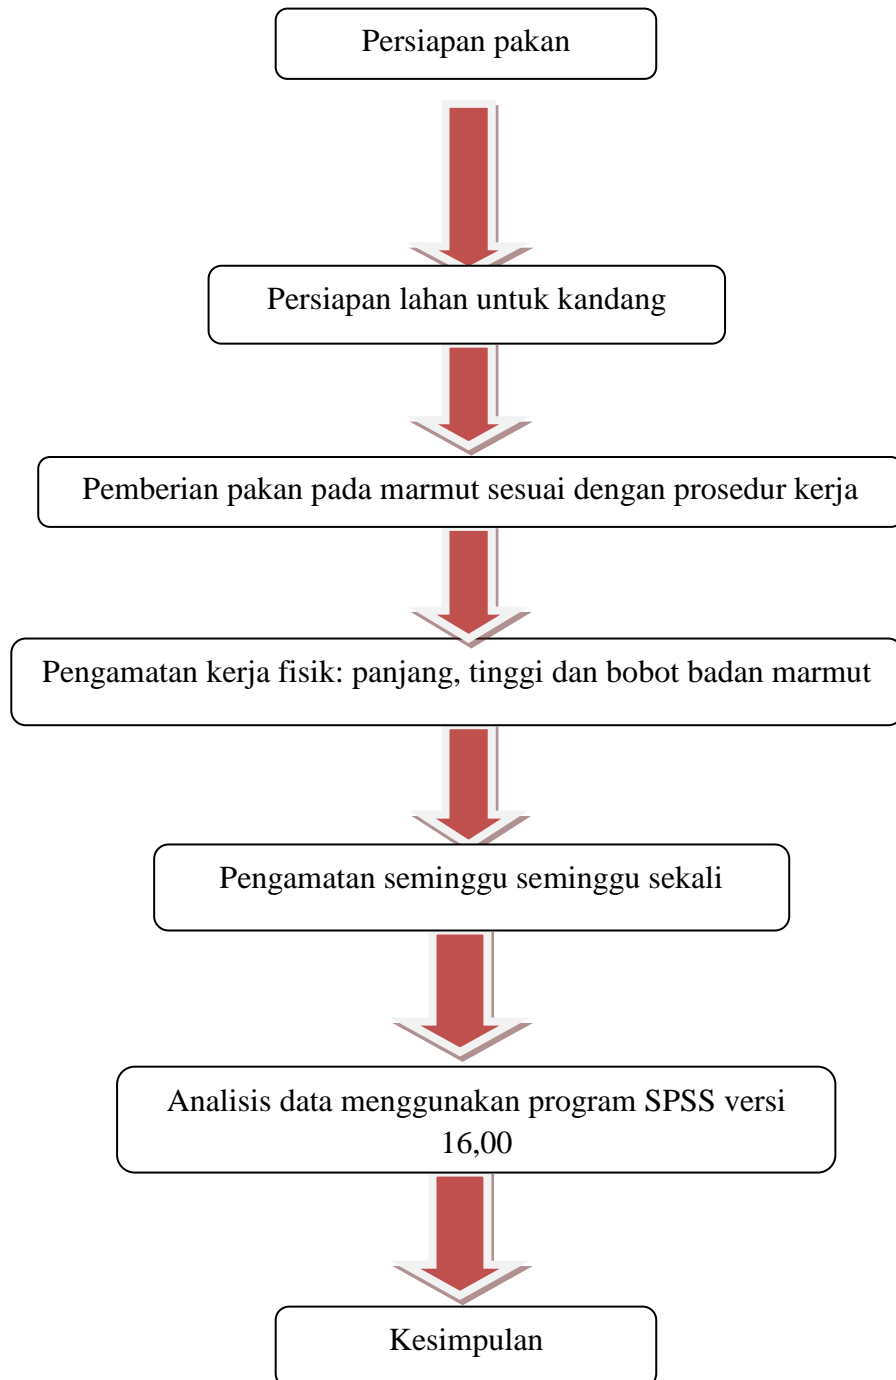 Persiapan pakan
Persiapan lahan untuk kandang
Pemberian pakan pada marmut sesuai dengan prosedur kerja
Pengamatan kerja fisik: panjang, tinggi dan bobot badan marmut
Pengamatan seminggu seminggu sekali
Analisis data menggunakan program SPSS versi
16,00
Kesimpulan